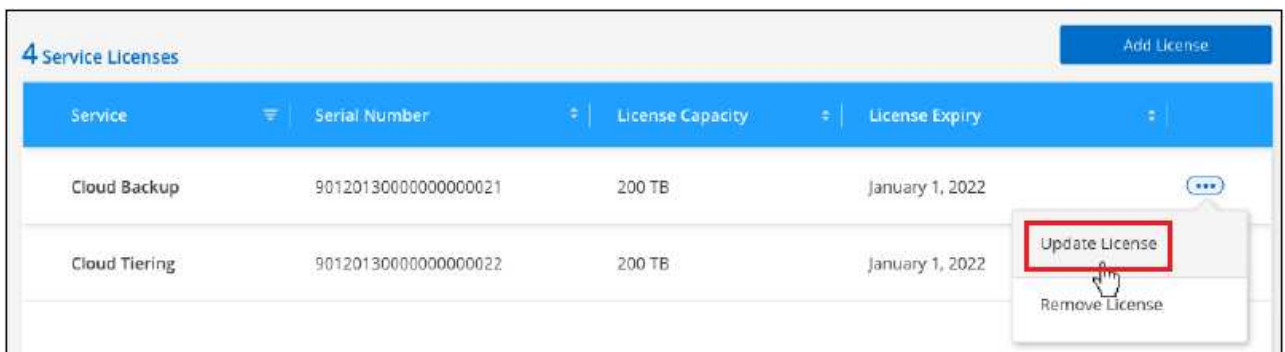 4 Service Licenses
Add License
Service Serial Number License Capacity License Expiry
Cloud Backup 90120130000000000021 200 TB January 1, 2022
Update License
Cloud Tiering 90120130000000000022 200 TB January 1, 2022
Remove License